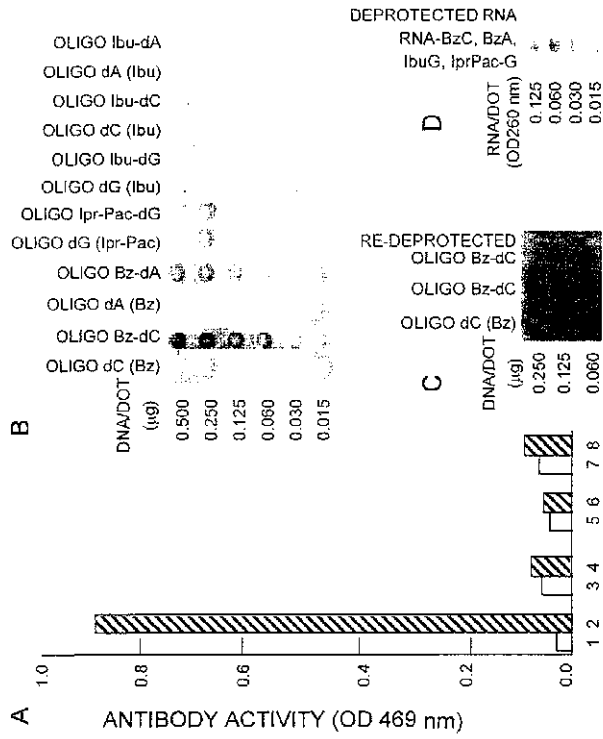 A
ANTIBODY ACTIVITY (OD 469 nm)
1.0
0.8
0.6
0.4
0.2
0.0
1 2 3 4 5 6 7 8
B
OLIGO Ibu-dA
OLIGO dA (Ibu)
OLIGO Ibu-dC
OLIGO dC (Ibu)
OLIGO Ibu-dG
OLIGO dG (Ibu)
OLIGO Ipr-Pac-dG
OLIGO dG (Ipr-Pac)
OLIGO Bz-dA
OLIGO dA (Bz)
OLIGO Bz-dC
OLIGO dC (Bz)
DNA/DOT
(µg)
0.500
0.250
0.125
0.060
0.030
0.015
C
RE-DEPROTECTED
OLIGO Bz-dC
OLIGO Bz-dC
OLIGO dC (Bz)
DNA/DOT
(µg)
0.250
0.125
0.060
D
DEPROTECTED RNA
RNA-BzC, BzA,
IbuG, IprPac-G
RNA/DOT
(OD260 nm)
0.125
0.060
0.030
0.015